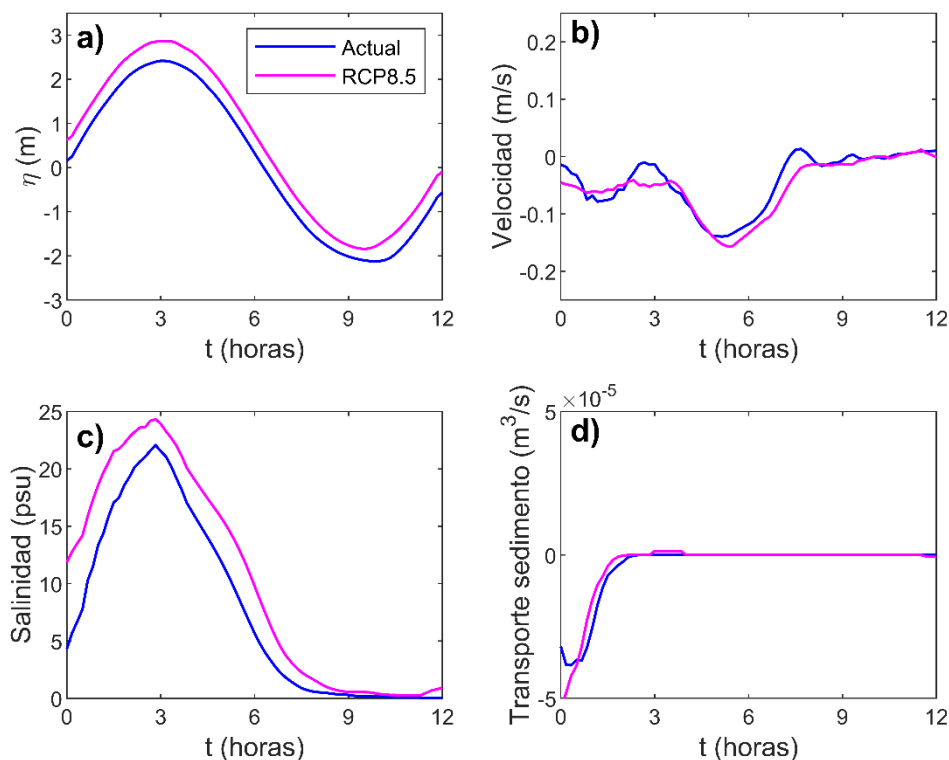 a)
Actual
RCP8.5
η (m)
3
2
1
0
-1
-2
-3
0 3 6 9 12
t (horas)
b)
Velocidad (m/s)
0.2
0.1
0
-0.1
-0.2
0 3 6 9 12
t (horas)
c)
Salinidad (psu)
25
20
15
10
5
0
0 3 6 9 12
t (horas)
×10⁻⁵
d)
Transporte sedimento (m³/s)
5
0
-5
0 3 6 9 12
t (horas)